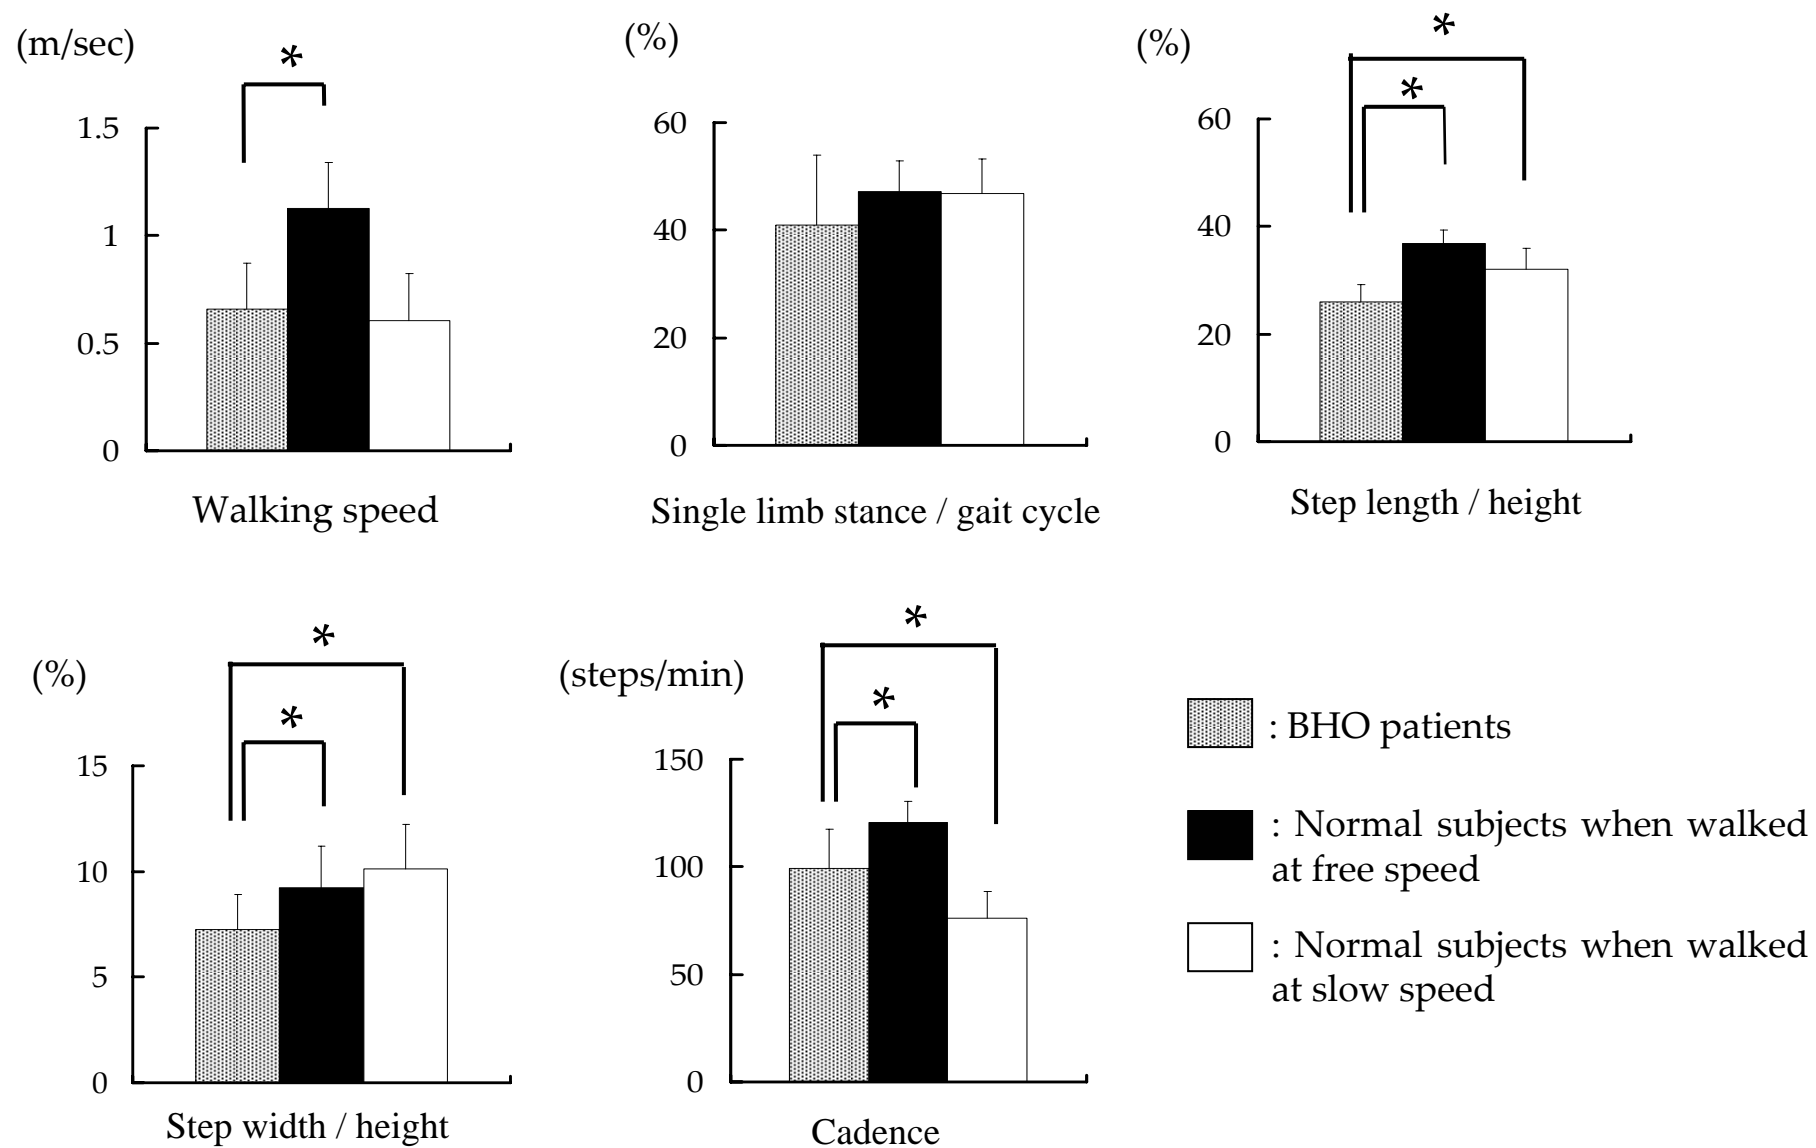 (m/sec)
*
1.5
1
0.5
0
Walking speed
(%)
60
40
20
0
Single limb stance / gait cycle
(%)
*
*
60
40
20
0
Step length / height
(%)
*
*
15
10
5
0
Step width / height
(steps/min)
*
*
150
100
50
0
Cadence
: BHO patients
: Normal subjects when walked
at free speed
: Normal subjects when walked
at slow speed